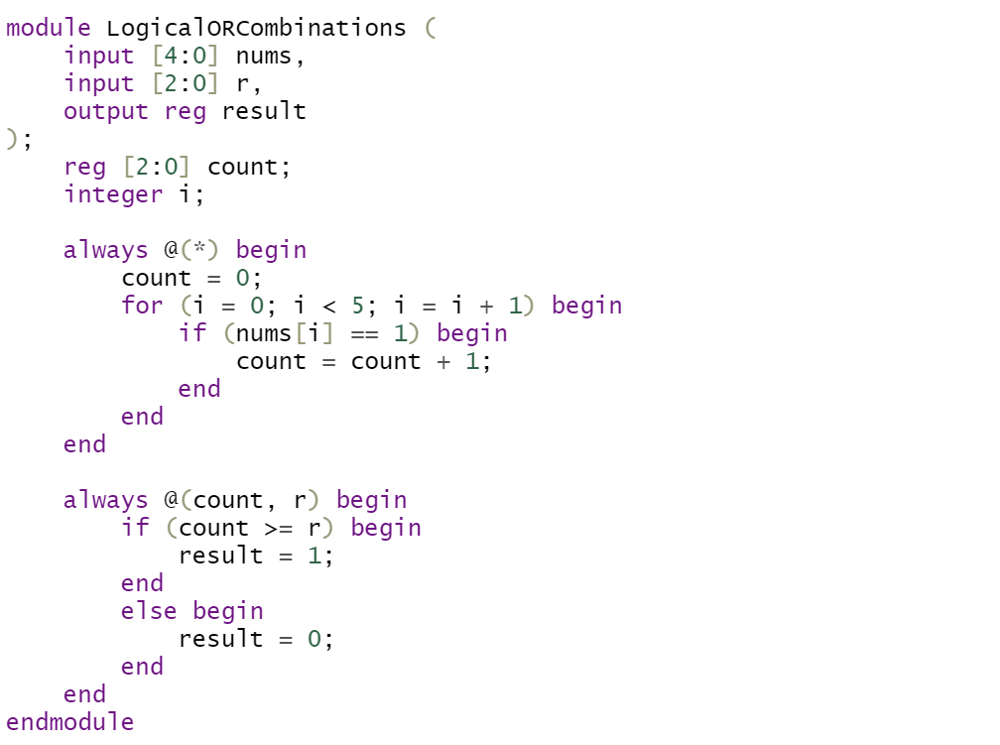 module LogicalORCombinations (
    input [4:0] nums,
    input [2:0] r,
    output reg result
);
    reg [2:0] count;
    integer i;

    always @(*) begin
        count = 0;
        for (i = 0; i < 5; i = i + 1) begin
            if (nums[i] == 1) begin
                count = count + 1;
            end
        end
    end

    always @(count, r) begin
        if (count >= r) begin
            result = 1;
        end
        else begin
            result = 0;
        end
    end
endmodule